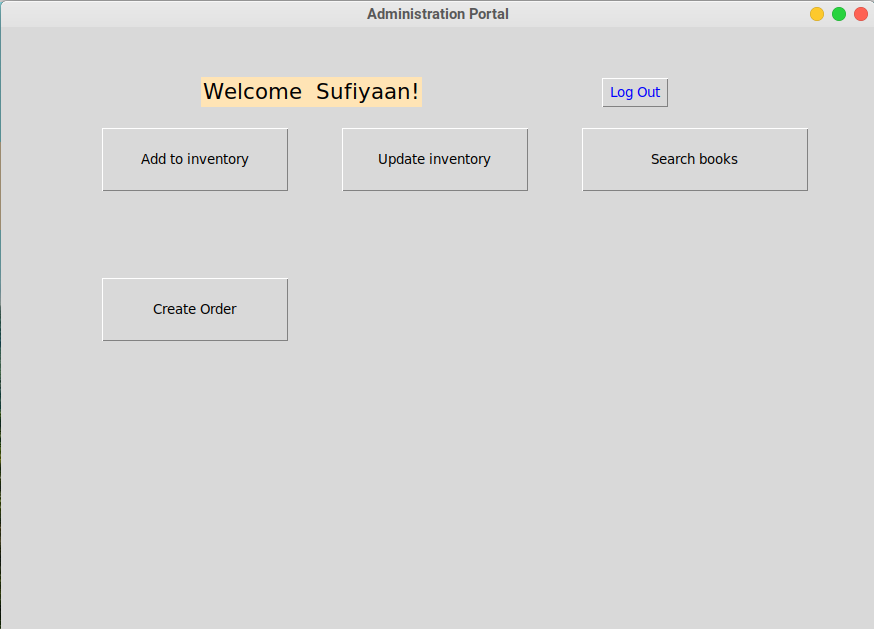 Administration Portal
Welcome  Sufiyaan!
Log Out
Add to inventory
Update inventory
Search books
Create Order